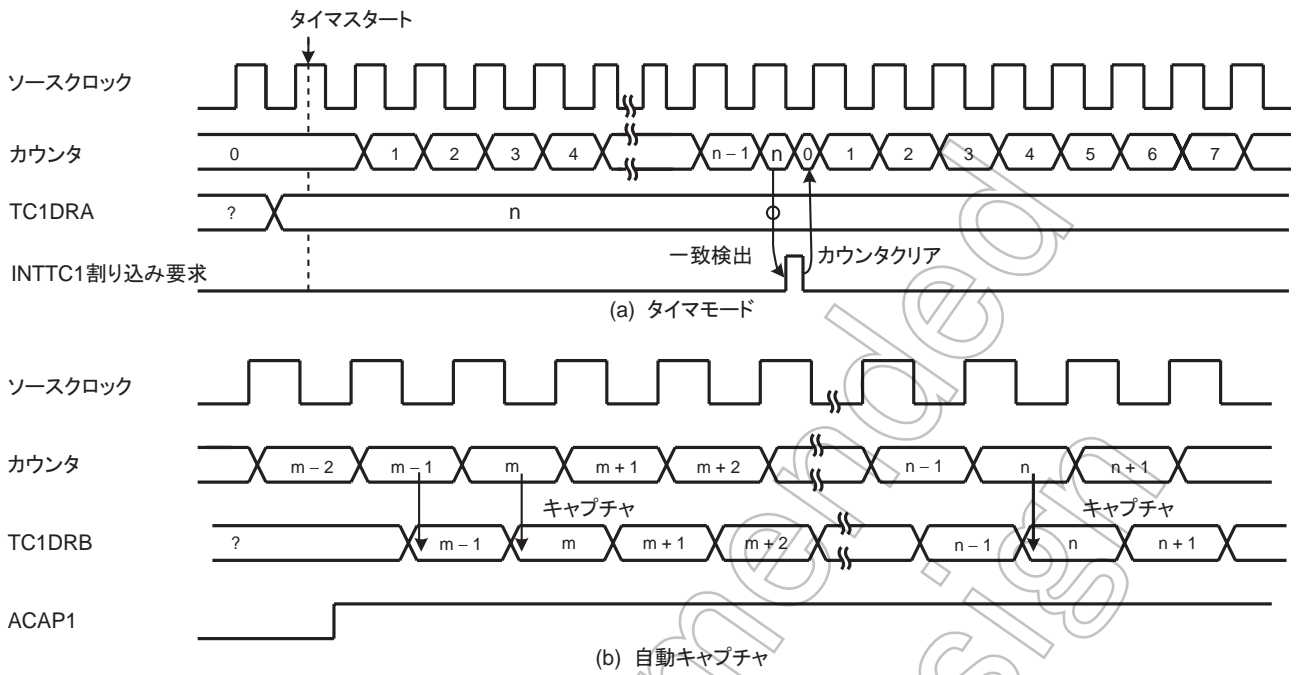 タイマスタート
ソースクロック
カウンタ 0 1 2 3 4 n – 1 n 0 1 2 3 4 5 6 7
TC1DRA ? n
一致検出 カウンタクリア
INTTC1割り込み要求
(a) タイマモード
ソースクロック
カウンタ m – 2 m – 1 m m + 1 m + 2 n – 1 n n + 1
キャプチャ キャプチャ
TC1DRB ? m – 1 m m + 1 m + 2 n – 1 n n + 1
ACAP1
(b) 自動キャプチャ